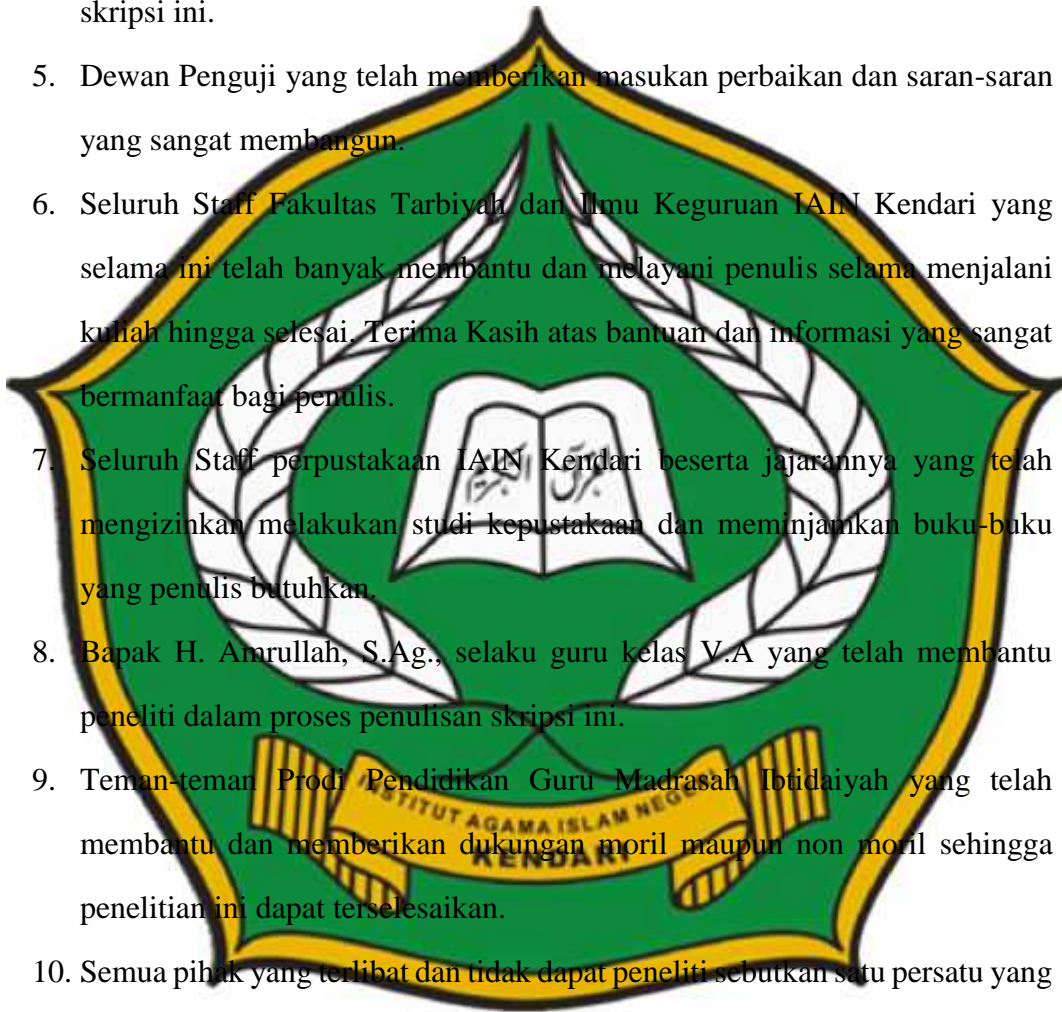 skripsi ini.
5. Dewan Penguji yang telah memberikan masukan perbaikan dan saran-saran
yang sangat membangun.
6. Seluruh Staff Fakultas Tarbiyah dan Ilmu Keguruan IAIN Kendari yang
selama ini telah banyak membantu dan melayani penulis selama menjalani
kuliah hingga selesai. Terima Kasih atas bantuan dan informasi yang sangat
bermanfaat bagi penulis.
7. Seluruh Staff perpustakaan IAIN Kendari beserta jajarannya yang telah
mengizinkan melakukan studi kepustakaan dan meminjamkan buku-buku
yang penulis butuhkan.
8. Bapak H. Amrullah, S.Ag., selaku guru kelas V.A yang telah membantu
peneliti dalam proses penulisan skripsi ini.
9. Teman-teman Prodi Pendidikan Guru Madrasah Ibtidaiyah yang telah
INSTITUT AGAMA ISLAM NEGERI
membantu dan memberikan dukungan moril maupun non moril sehingga
KENDARI
penelitian ini dapat terselesaikan.
10. Semua pihak yang terlibat dan tidak dapat peneliti sebutkan satu persatu yang